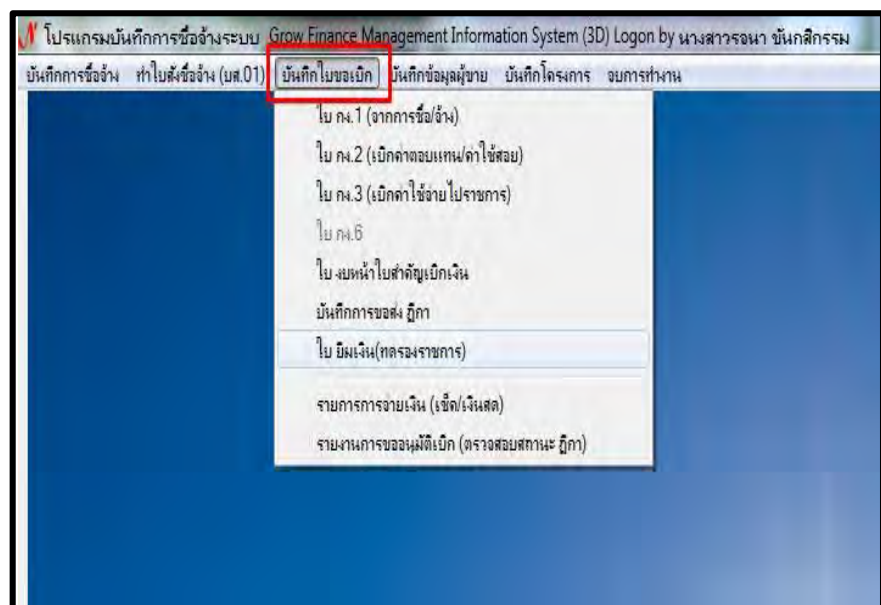 N โปรแกรมบันทึกการซื้อจ้างระบบ Grow Finance Management Information System (3D) Logon by นางสาวรจนา ขันกสิกรรม
บันทึกการซื้อจ้าง ทำใบสั่งซื้อจ้าง (บส.01) บันทึกใบขอเบิก บันทึกข้อมูลผู้ขาย บันทึกโครงการ จบการทำงาน
ใบ กง.1 (จากการซื้อ/จ้าง)
ใบ กง.2 (เบิกค่าตอบแทน/ค่าใช้สอย)
ใบ กง.3 (เบิกค่าใช้จ่ายไปราชการ)
ใบ กง.6
ใบ งบหน้าใบสำคัญเบิกเงิน
บันทึกการขอส่ง ฎีกา
ใบ ยืมเงิน(ทดรองราชการ)
รายการการจ่ายเงิน (เช็ค/เงินสด)
รายงานการขออนุมัติเบิก (ตรวจสอบสถานะ ฎีกา)